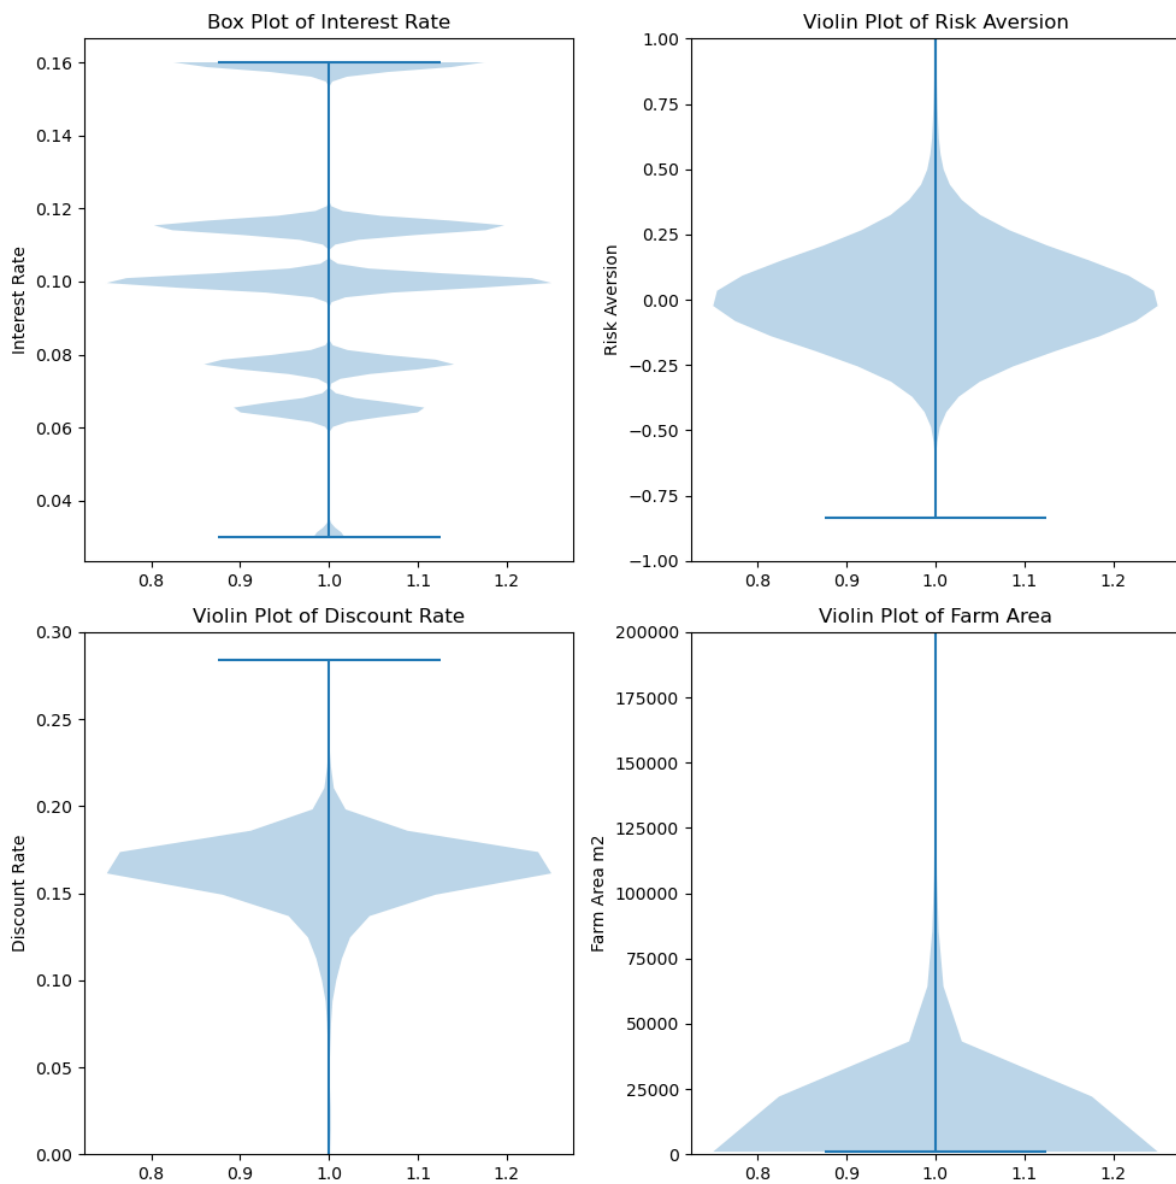 Box Plot of Interest Rate
Interest Rate
0.16
0.14
0.12
0.10
0.08
0.06
0.04
0.8 0.9 1.0 1.1 1.2
Violin Plot of Risk Aversion
Risk Aversion
1.00
0.75
0.50
0.25
0.00
−0.25
−0.50
−0.75
−1.00
0.8 0.9 1.0 1.1 1.2
Violin Plot of Discount Rate
Discount Rate
0.30
0.25
0.20
0.15
0.10
0.05
0.00
0.8 0.9 1.0 1.1 1.2
Violin Plot of Farm Area
Farm Area m2
200000
175000
150000
125000
100000
75000
50000
25000
0
0.8 0.9 1.0 1.1 1.2